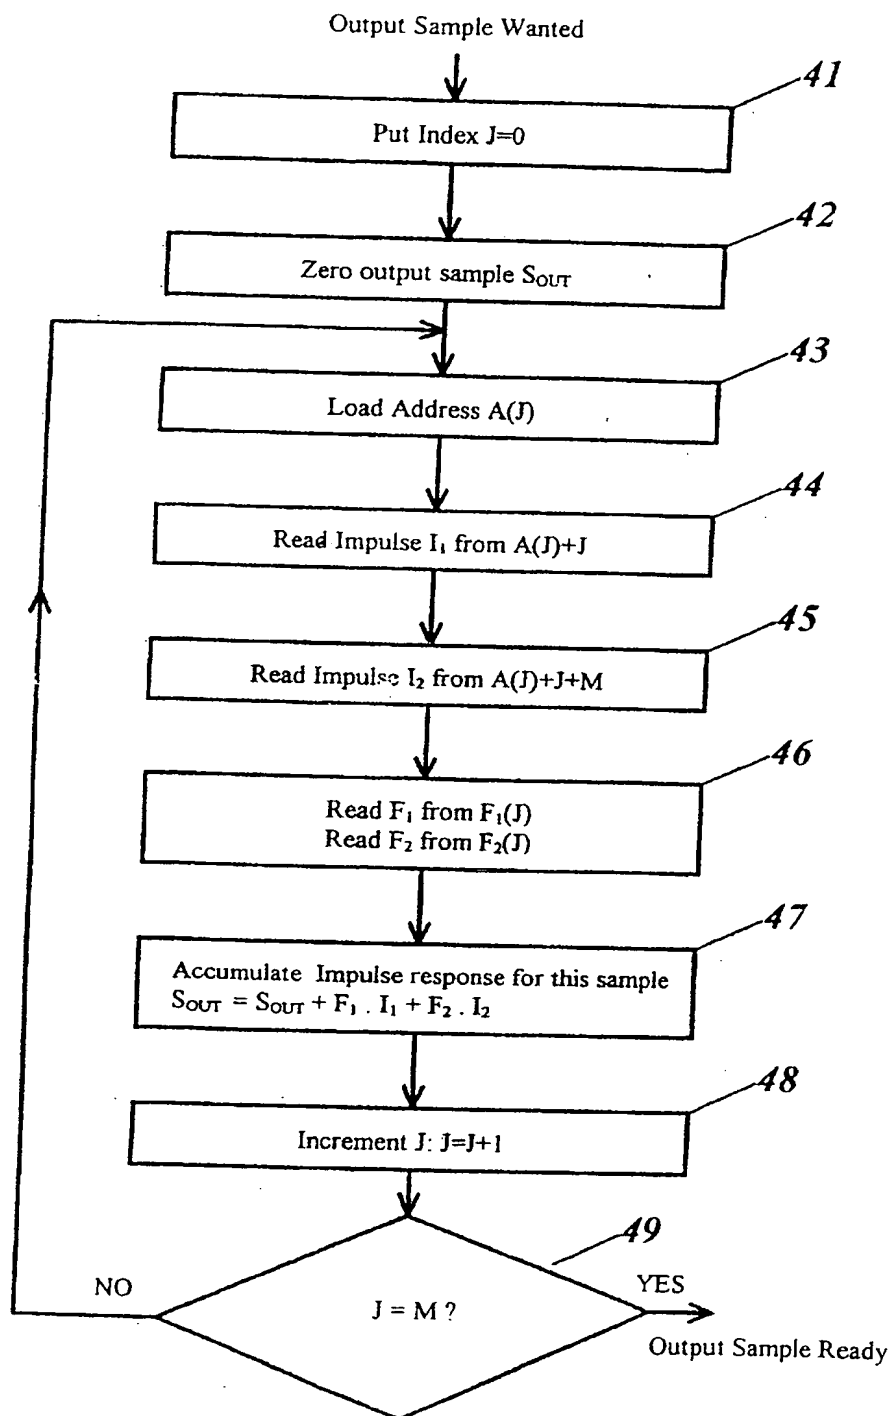 Output Sample Wanted
41
Put Index J=0
42
Zero output sample SOUT
43
Load Address A(J)
44
Read Impulse I₁ from A(J)+J
45
Read Impulse I₂ from A(J)+J+M
46
Read F₁ from F₁(J)
Read F₂ from F₂(J)
47
Accumulate Impulse response for this sample
SOUT = SOUT + F₁ . I₁ + F₂ . I₂
48
Increment J: J=J+1
49
NO
YES
J = M ?
Output Sample Ready